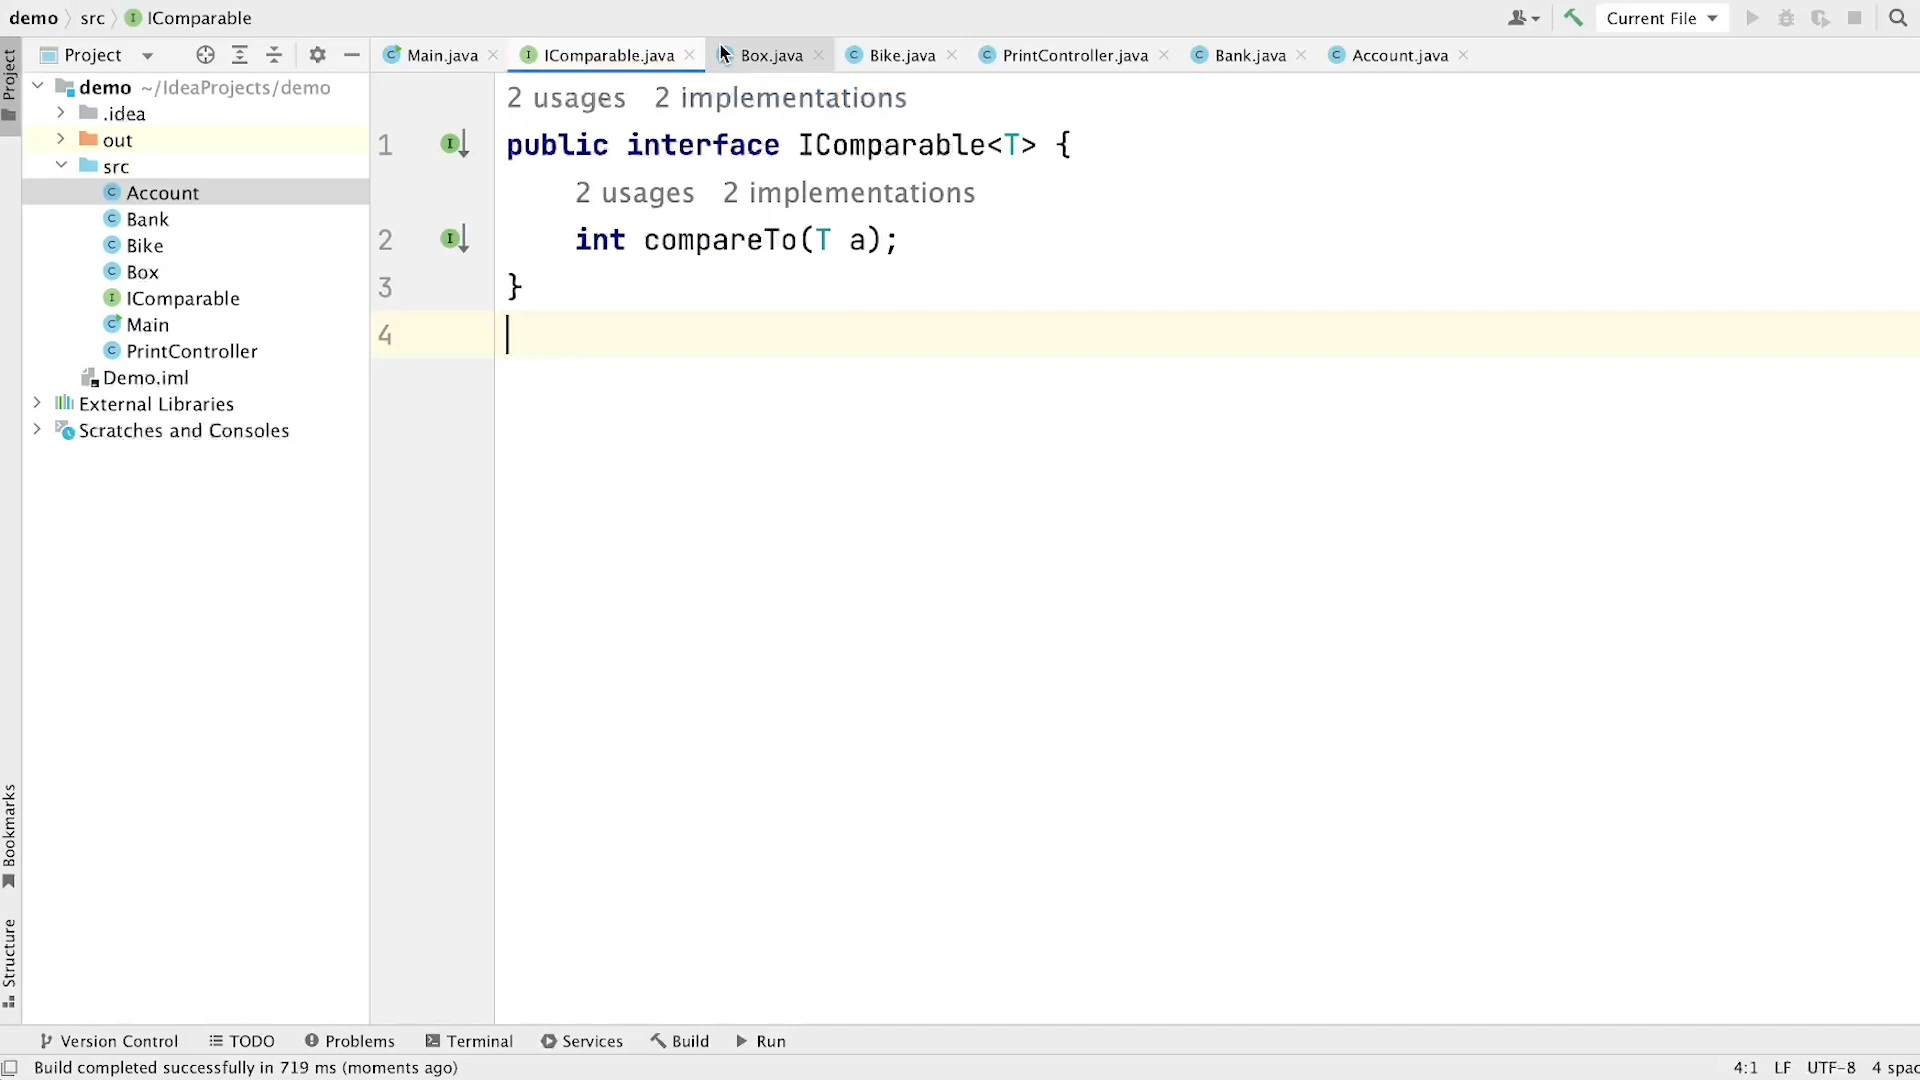 demo src IComparable
Current File
Project
Main.java IComparable.java Box.java Bike.java PrintController.java Bank.java Account.java
Project
demo ~/IdeaProjects/demo
.idea
out
src
Account
Bank
Bike
Box
IComparable
Main
PrintController
Demo.iml
External Libraries
Scratches and Consoles
2 usages 2 implementations
1 public interface IComparable<T> {
2 usages 2 implementations
2 int compareTo(T a);
3 }
4
Bookmarks
Structure
Version Control TODO Problems Terminal Services Build Run
Build completed successfully in 719 ms (moments ago)
4:1 LF UTF-8 4 spac